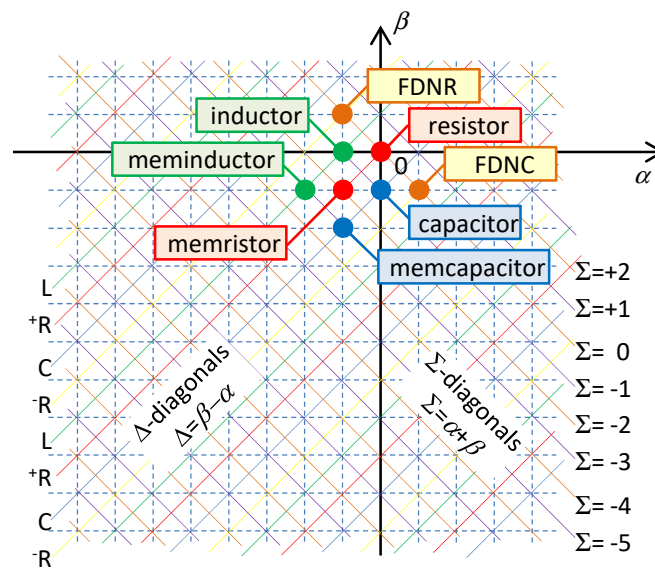 β
FDNR
inductor
resistor
meminductor
0
FDNC
α
memristor
capacitor
memcapacitor
L
Σ=+2
⁺R
Σ=+1
C
Σ= 0
⁻R
Σ= -1
L
Σ= -2
⁺R
Σ= -3
C
Σ= -4
⁻R
Σ= -5
Δ-diagonals
Δ=β−α
Σ-diagonals
Σ=α+β